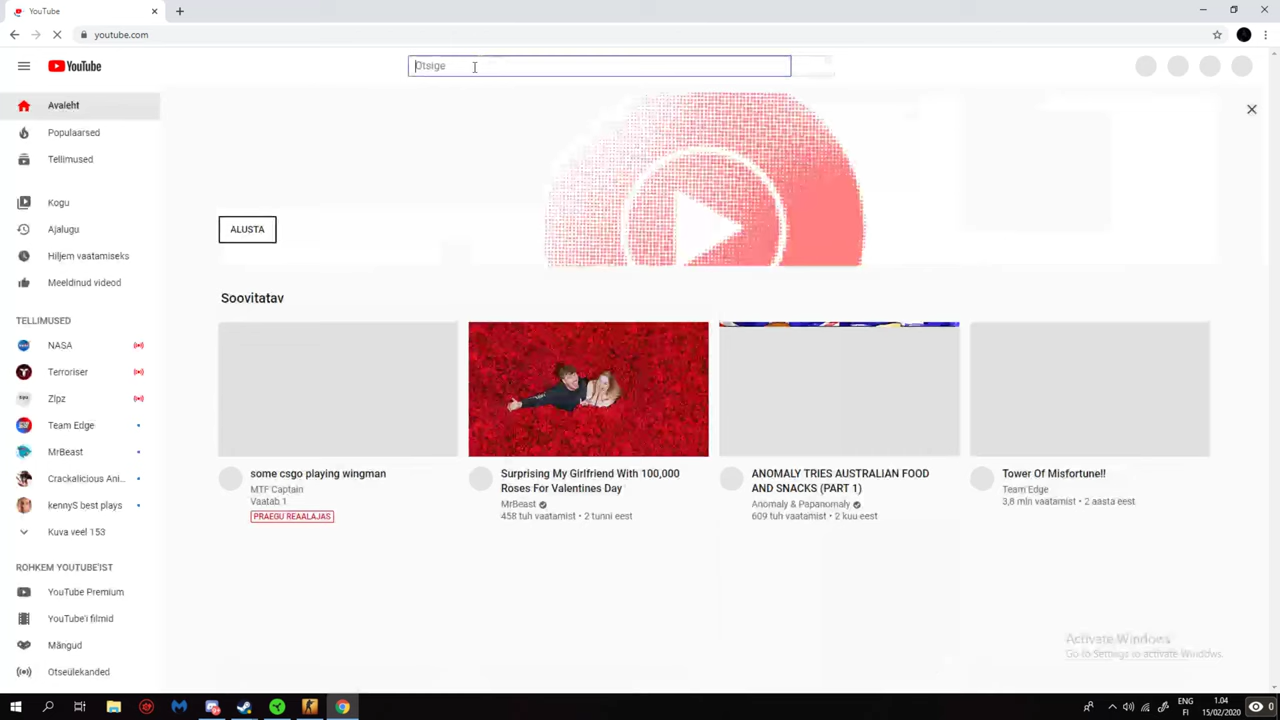 YouTube
youtube.com
YouTube
Otsige
Avaleht
Populaarsed
Tellimused
Kogu
Ajalugu
Hiljem vaatamiseks
Meeldinud videod
TELLIMUSED
NASA
Terroriser
Zipz
Team Edge
MrBeast
Crackalicious Ani...
kennyS best plays
Kuva veel 153
ROHKEM YOUTUBE'IST
YouTube Premium
YouTube'i filmid
Mängud
Otseülekanded
ALUSTA
Soovitatav
some csgo playing wingman
MTF Captain
Vaatab 1
PRAEGU REAALAJAS
Surprising My Girlfriend With 100,000
Roses For Valentines Day
MrBeast
458 tuh vaatamist • 2 tunni eest
ANOMALY TRIES AUSTRALIAN FOOD
AND SNACKS (PART 1)
Anomaly & Papanomaly
609 tuh vaatamist • 2 kuu eest
Tower Of Misfortune!!
Team Edge
3,8 mln vaatamist • 2 aasta eest
Activate Windows
Go to Settings to activate Windows.
ENG
FI
1.04
15/02/2020
0